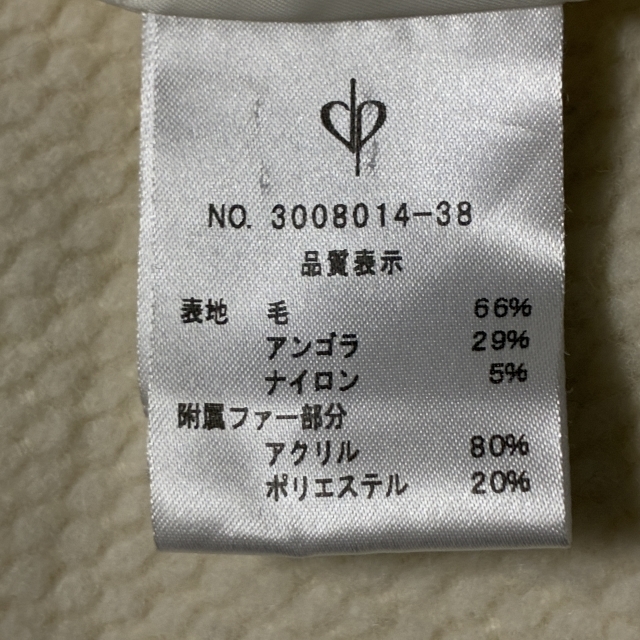 NO. 3008014-38
品質表示
表地 毛 66%
アンゴラ 29%
ナイロン 5%
附属ファー部分
アクリル 80%
ポリエステル 20%